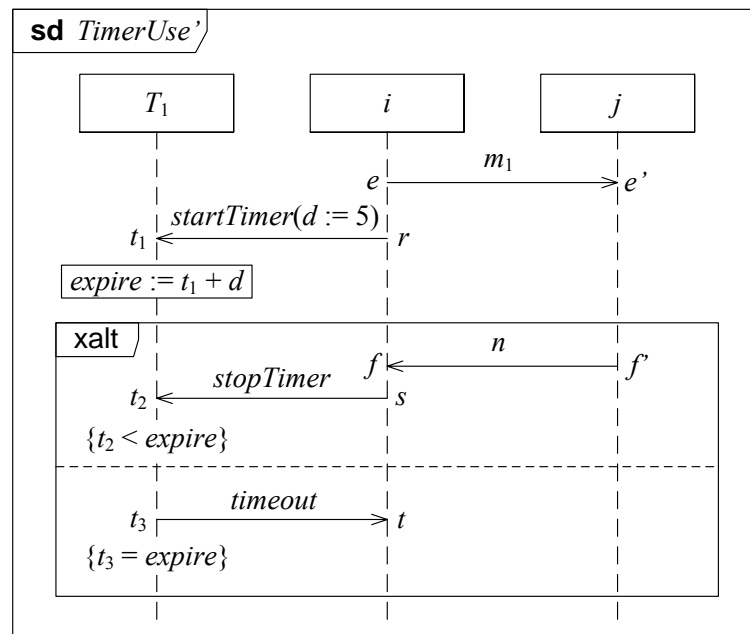 sd TimerUse’
T1 i j
e m1 e’
startTimer(d := 5)
t1 r
expire := t1 + d
xalt
n
f f’
stopTimer
t2 s
{t2 < expire}
timeout
t3 t
{t3 = expire}